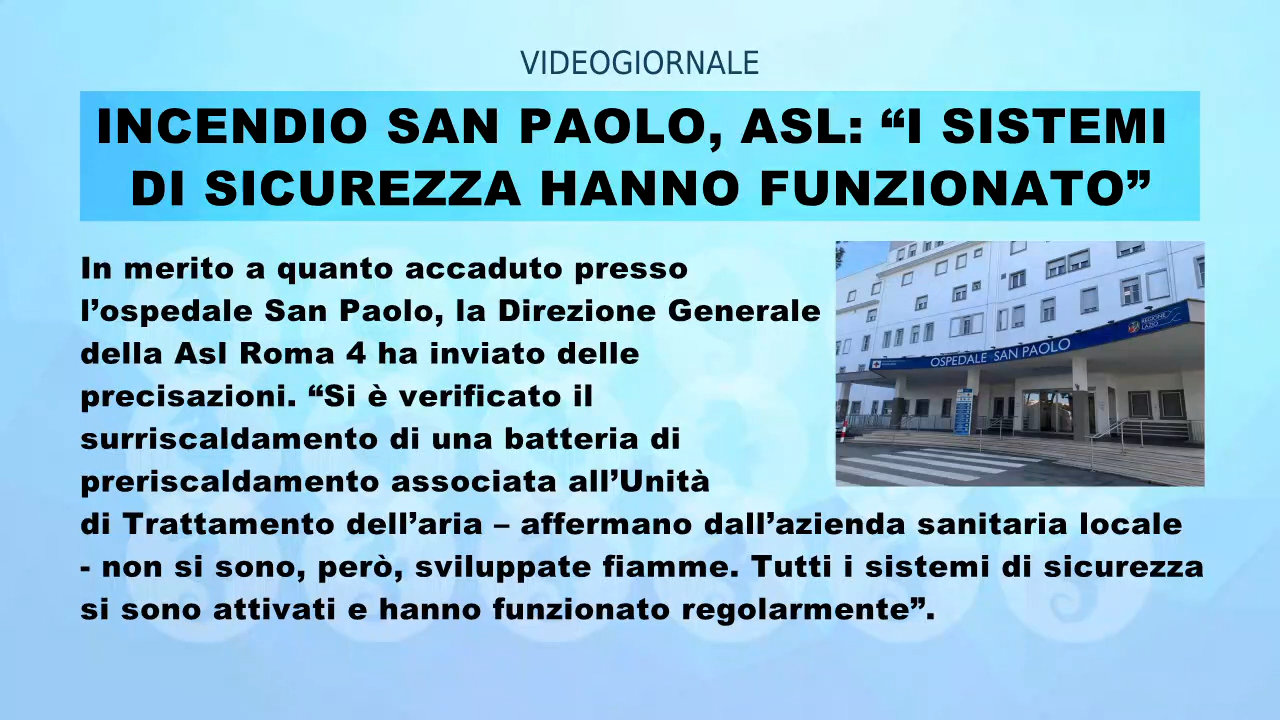 VIDEOGIORNALE
INCENDIO SAN PAOLO, ASL: “I SISTEMI
DI SICUREZZA HANNO FUNZIONATO”
In merito a quanto accaduto presso
l’ospedale San Paolo, la Direzione Generale
della Asl Roma 4 ha inviato delle
precisazioni. “Si è verificato il
surriscaldamento di una batteria di
preriscaldamento associata all’Unità
di Trattamento dell’aria – affermano dall’azienda sanitaria locale
- non si sono, però, sviluppate fiamme. Tutti i sistemi di sicurezza
si sono attivati e hanno funzionato regolarmente”.
OSPEDALE SAN PAOLO
REGIONE
LAZIO